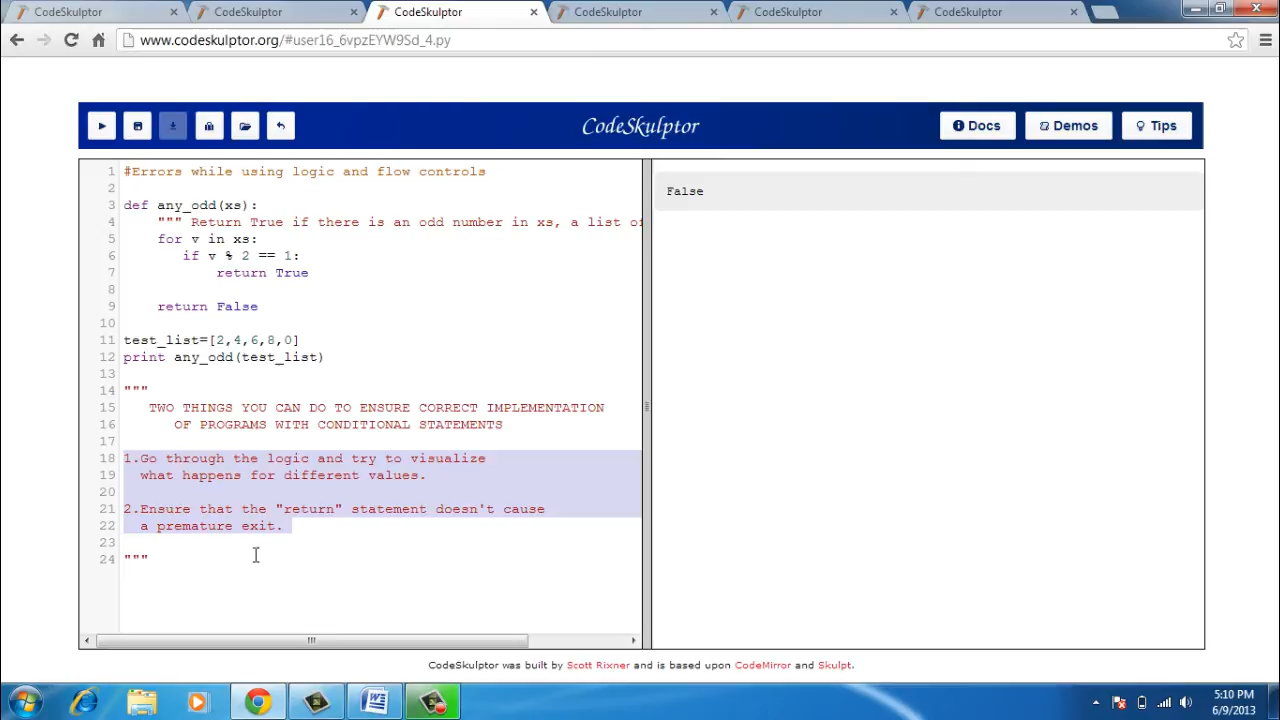 CodeSkulptor
CodeSkulptor
CodeSkulptor
CodeSkulptor
CodeSkulptor
CodeSkulptor
www.codeskulptor.org/#user16_6vpzEYW9Sd_4.py
CodeSkulptor
Docs
Demos
Tips
1 #Errors while using logic and flow controls
2
3 def any_odd(xs):
4 """ Return True if there is an odd number in xs, a list of
5 for v in xs:
6 if v % 2 == 1:
7 return True
8
9 return False
10
11 test_list=[2,4,6,8,0]
12 print any_odd(test_list)
13
14 """
15 TWO THINGS YOU CAN DO TO ENSURE CORRECT IMPLEMENTATION
16 OF PROGRAMS WITH CONDITIONAL STATEMENTS
17
18 1.Go through the logic and try to visualize
19 what happens for different values.
20
21 2.Ensure that the "return" statement doesn't cause
22 a premature exit.
23
24 """
False
CodeSkulptor was built by Scott Rixner and is based upon CodeMirror and Skulpt.
5:10 PM
6/9/2013